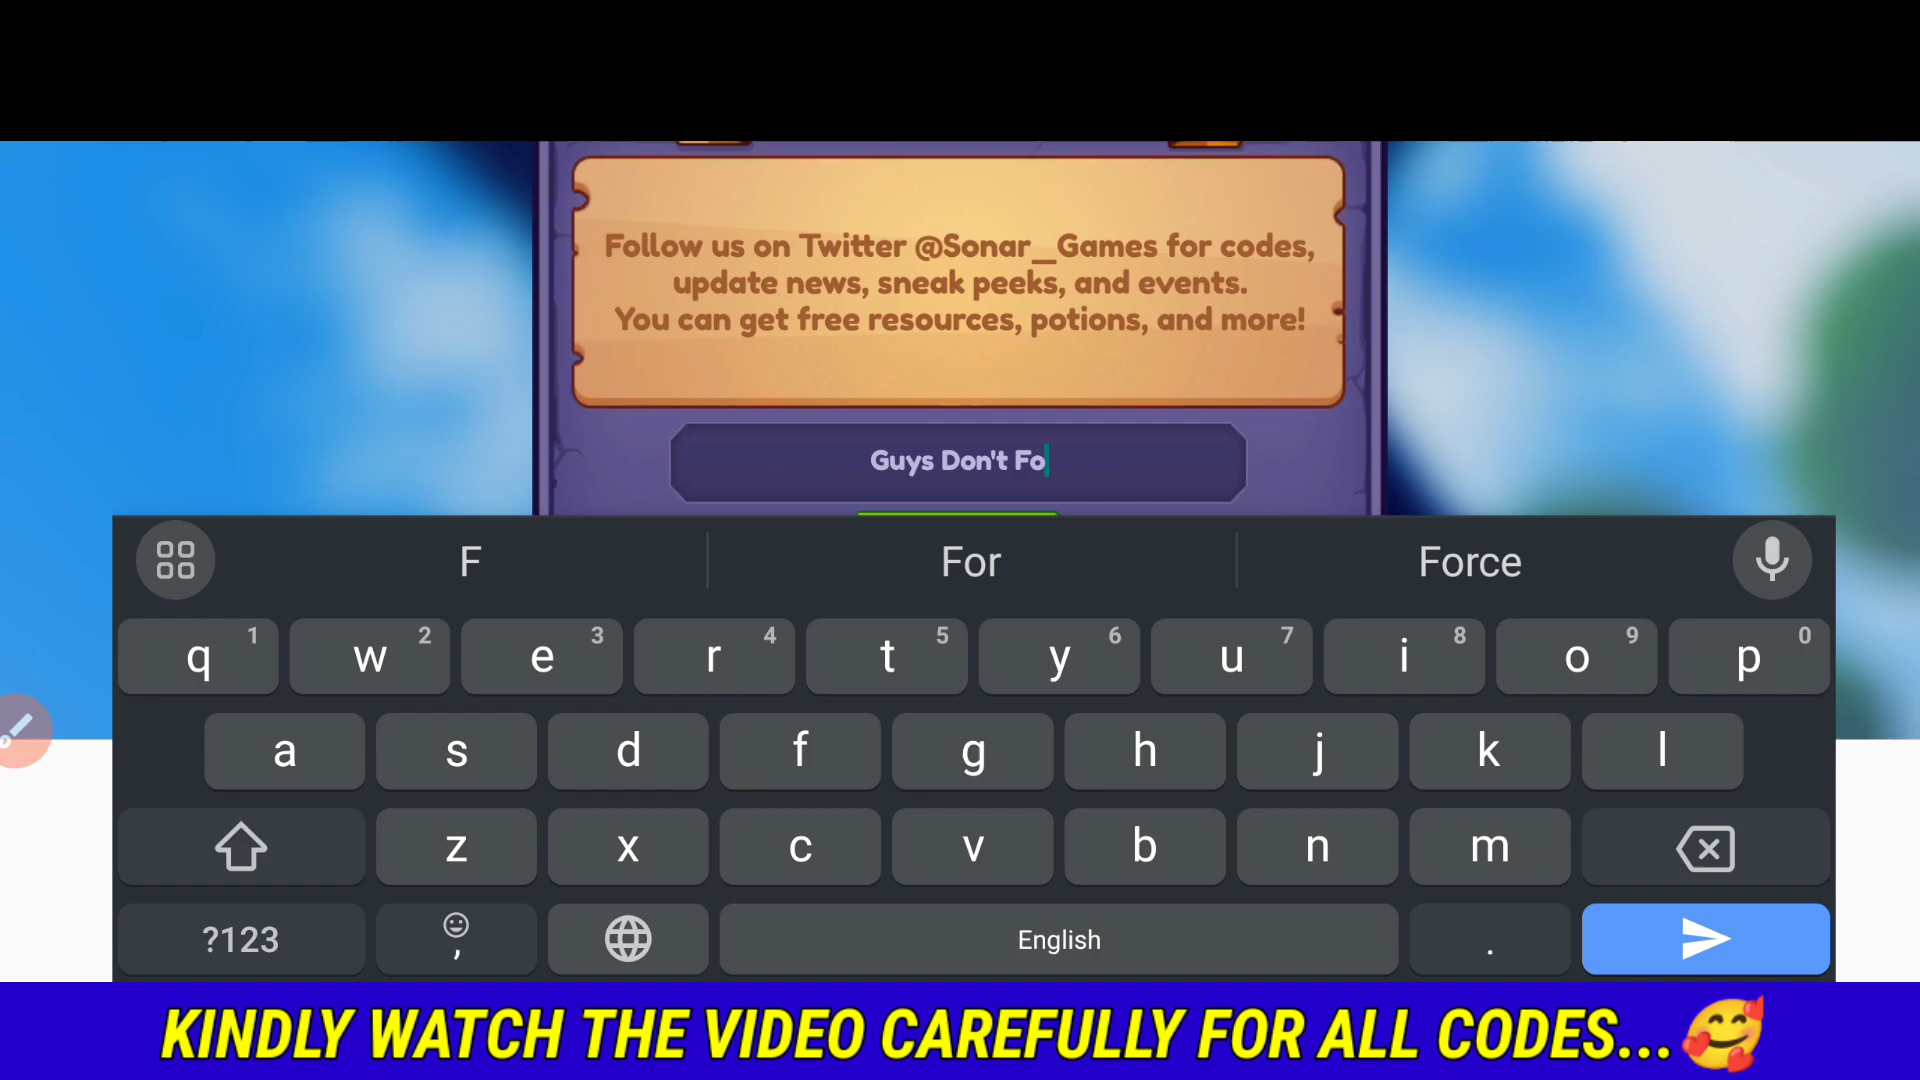 Follow us on Twitter @Sonar_Games for codes,
update news, sneak peeks, and events.
You can get free resources, potions, and more!
Guys Don't Fo
F For Force
q 1 w 2 e 3 r 4 t 5 y 6 u 7 i 8 o 9 p 0
a s d f g h j k l
z x c v b n m
?123 , English .
KINDLY WATCH THE VIDEO CAREFULLY FOR ALL CODES...🥰